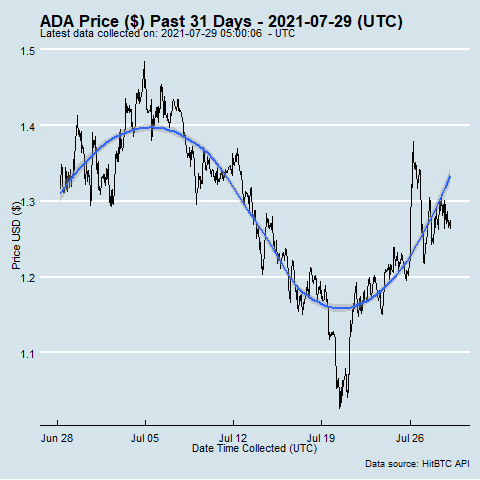 ADA Price ($) Past 31 Days - 2021-07-29 (UTC)
Latest data collected on: 2021-07-29 05:00:06 - UTC
1.5
1.4
1.3
1.2
1.1
Price USD ($)
Jun 28 Jul 05 Jul 12 Jul 19 Jul 26
Date Time Collected (UTC)
Data source: HitBTC API